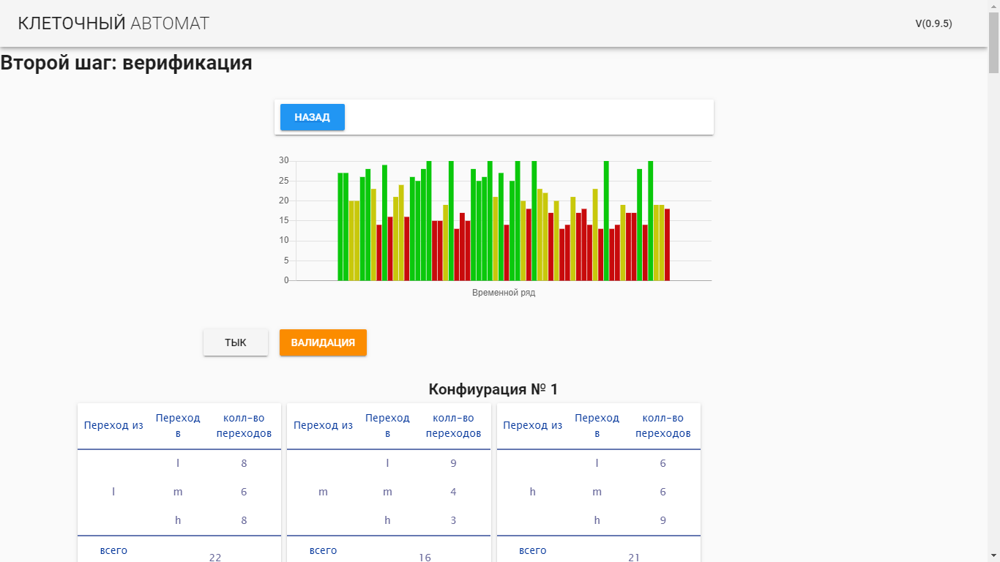 КЛЕТОЧНЫЙ АВТОМАТ
V(0.9.5)
Второй шаг: верификация
НАЗАД
30
25
20
15
10
5
0
Временной ряд
ТЫК
ВАЛИДАЦИЯ
Конфиурация № 1
Переход из
Переход
в
колл-во
переходов
l
l
8
m
6
h
8
всего
22
Переход из
Переход
в
колл-во
переходов
m
l
9
m
4
h
3
всего
16
Переход из
Переход
в
колл-во
переходов
h
l
6
m
6
h
9
всего
21